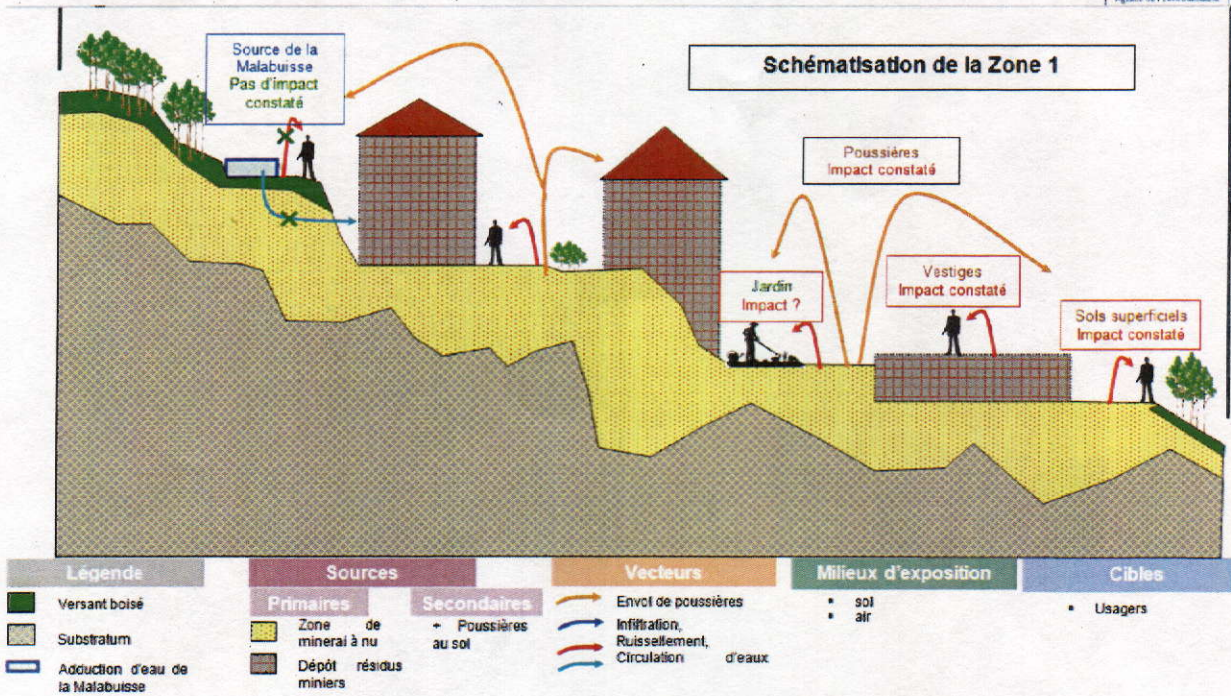 Schématisation de la Zone 1
Source de la
Malabuisse
Pas d'impact
constaté
Poussières
Impact constaté
Jardin
Impact ?
Vestiges
Impact constaté
Sols superficiels
Impact constaté
Légende
Versant boisé
Substratum
Adduction d'eau de
la Malabuisse
Sources
Primaires
Secondaires
Zone de
minerai à nu
Dépôt résidus
miniers
+ Poussières
au sol
Vecteurs
Envol de poussières
Infiltration,
Ruissellement,
Circulation d'eaux
Milieux d'exposition
▪ sol
▪ air
Cibles
▪ Usagers